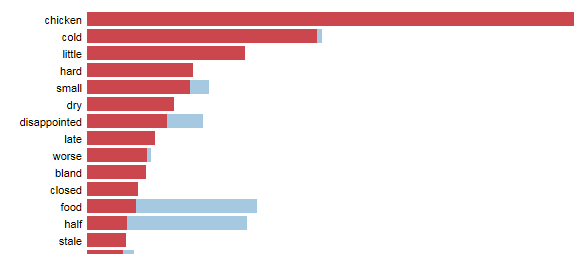 chicken
cold
little
hard
small
dry
disappointed
late
worse
bland
closed
food
half
stale